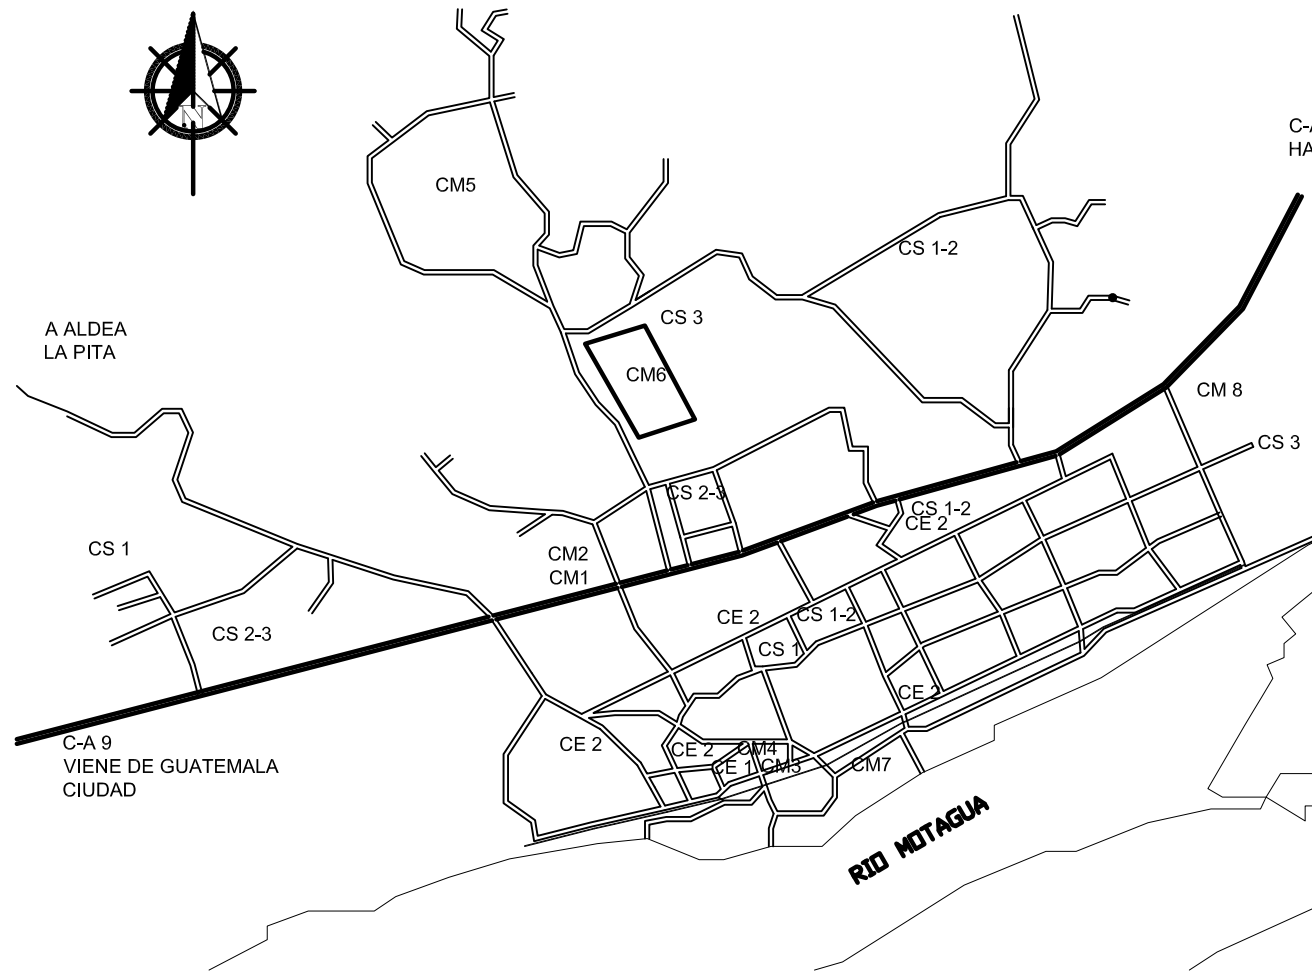 N
C-A
HA
CM5
CS 1-2
A ALDEA
LA PITA
CS 3
CM6
CM 8
CS 3
CS 2-3
CS 1-2
CE 2
CS 1
CM2
CM1
CS 2-3
CE 2
CS 1-2
CS 1
CE 2
C-A 9
VIENE DE GUATEMALA
CIUDAD
CE 2
CE 2
CM4
CE 1
CM3
CM7
RIO MOTAGUA